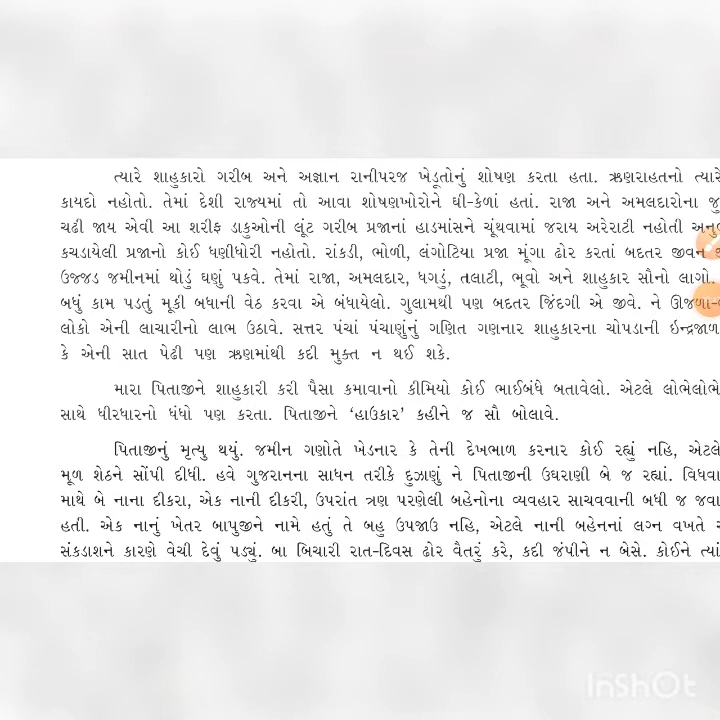 ત્યારે શાહુકારો ગરીબ અને અજ્ઞાન રાનીપરજ ખેડૂતોનું શોષણ કરતા હતા. ઋણરાહતનો ત્યારે
કાયદો નહોતો. તેમાં દેશી રાજ્યમાં તો આવા શોષણખોરોને ઘી-કેળાં હતાં. રાજા અને અમલદારોના
ચઢી જાય એવી આ શરીફ ડાકુઓની લૂંટ ગરીબ પ્રજાનાં હાડમાંસને ચૂંથવામાં જરાય અરેરાટી નહોતી
કચડાયેલી પ્રજાનો કોઈ ધણીધોરી નહોતો. રાંકડી, ભોળી, લંગોટિયા પ્રજા મૂંગા ઢોર કરતાં બદતર જીવન
ઉજ્જડ જમીનમાં થોડું ઘણું પકવે. તેમાં રાજા, અમલદાર, ધગડું, તલાટી, ભૂવો અને શાહુકાર સૌનો લાગો.
બધું કામ પડતું મૂકી બધાની વેઠ કરવા એ બંધાયેલો. ગુલામથી પણ બદતર જિંદગી એ જીવે. ને ઊજળા-
લોકો એની લાચારીનો લાભ ઉઠાવે. સત્તર પંચાં પંચાણુંનું ગણિત ગણનાર શાહુકારના ચોપડાની ઇન્દ્રજાળ
કે એની સાત પેઢી પણ ઋણમાંથી કદી મુક્ત ન થઈ શકે.
મારા પિતાજીને શાહુકારી કરી પૈસા કમાવાનો કીમિયો કોઈ ભાઈબંધે બતાવેલો. એટલે લોભેલોભે
સાથે ધીરધારનો ધંધો પણ કરતા. પિતાજીને ‘હાઉકાર’ કહીને જ સૌ બોલાવે.
પિતાજીનું મૃત્યુ થયું. જમીન ગણોતે ખેડનાર કે તેની દેખભાળ કરનાર કોઈ રહ્યું નહિ, એટલે
મૂળ શેઠને સોંપી દીધી. હવે ગુજરાનના સાધન તરીકે દુઝાણું ને પિતાજીની ઉઘરાણી બે જ રહ્યાં. વિધવા
માથે બે નાના દીકરા, એક નાની દીકરી, ઉપરાંત ત્રણ પરણેલી બહેનોના વ્યવહાર સાચવવાની બધી જ
હતી. એક નાનું ખેતર બાપુજીને નામે હતું તે બહુ ઉપજાઉ નહિ, એટલે નાની બહેનનાં લગ્ન વખતે
સંકડાશને કારણે વેચી દેવું પડ્યું. બા બિચારી રાત-દિવસ ઢોર વૈતરું કરે, કદી જંપીને ન બેસે. કોઈને ત્યાં
InShOt